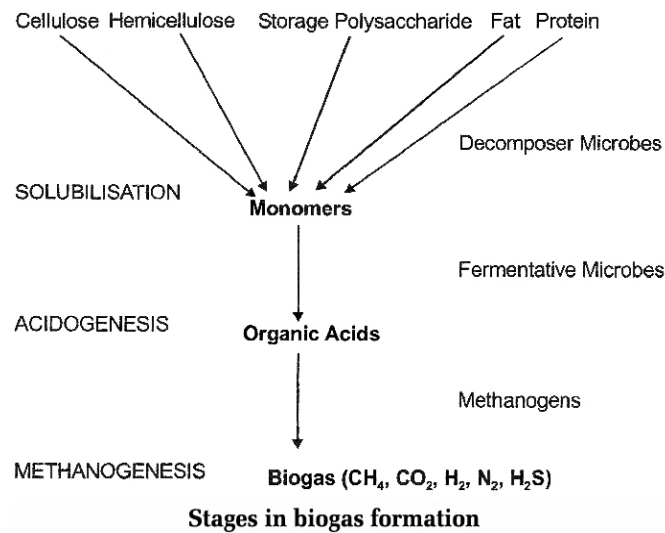 Cellulose Hemicellulose Storage Polysaccharide Fat Protein
Decomposer Microbes
SOLUBILISATION
Monomers
Fermentative Microbes
ACIDOGENESIS
Organic Acids
Methanogens
METHANOGENESIS Biogas (CH₄, CO₂, H₂, N₂, H₂S)
Stages in biogas formation